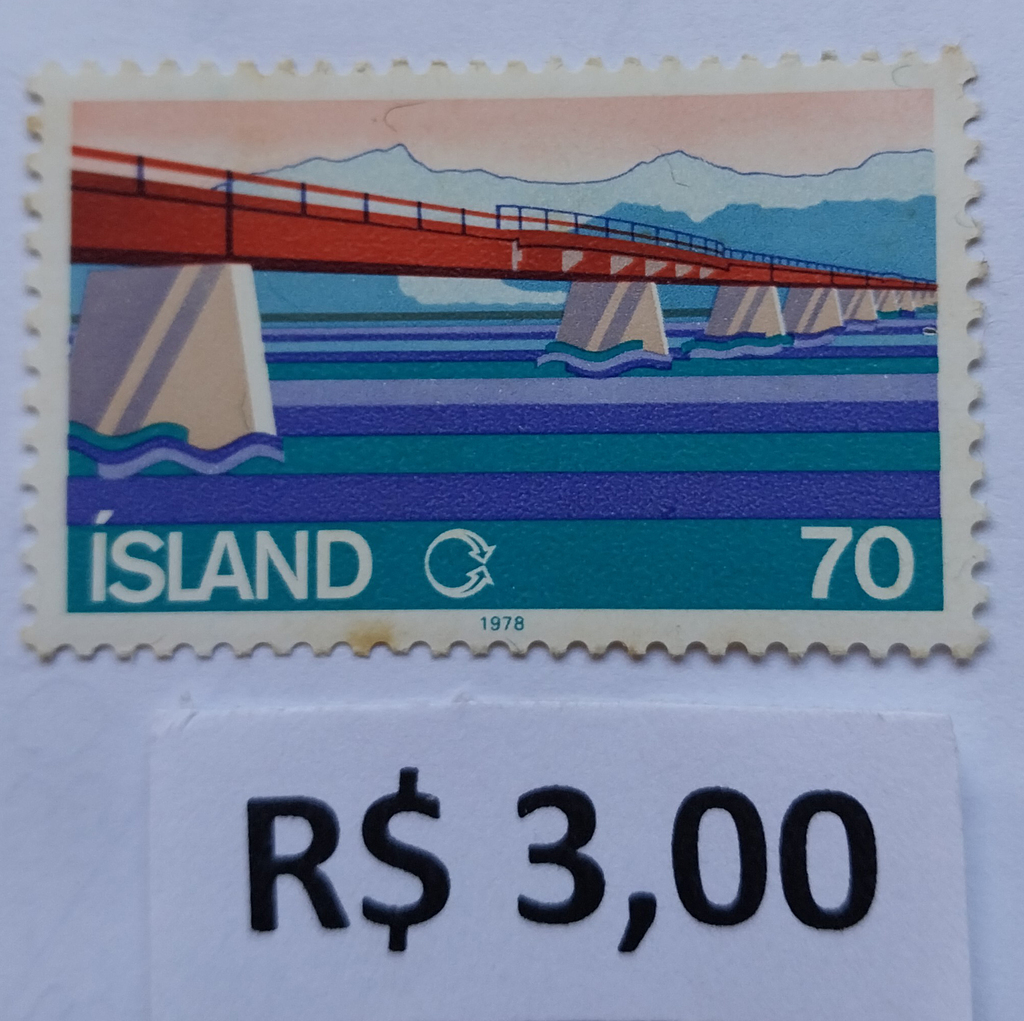 ÍSLAND 70
1978
R$ 3,00